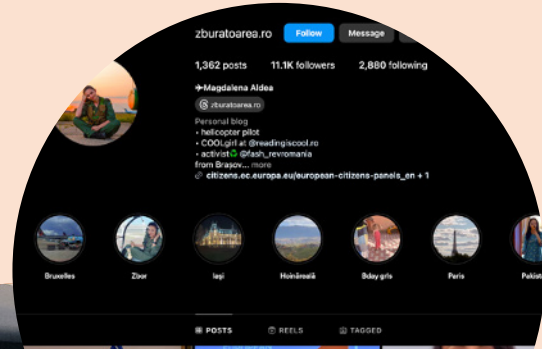 zburatoarea.ro Follow Message
1,362 posts 11.1K followers 2,880 following
✈Magdalena Aldea
zburatoarea.ro
Personal blog
• helicopter pilot
• COOLgirl at @readingiscool.ro
• activist♻ @fash_revromania
from Brașov... more
citizens.ec.europa.eu/european-citizens-panels_en + 1
Bruxelles Zbor Iași Hoinăreală Bday grls Paris Pakist
POSTS REELS TAGGED